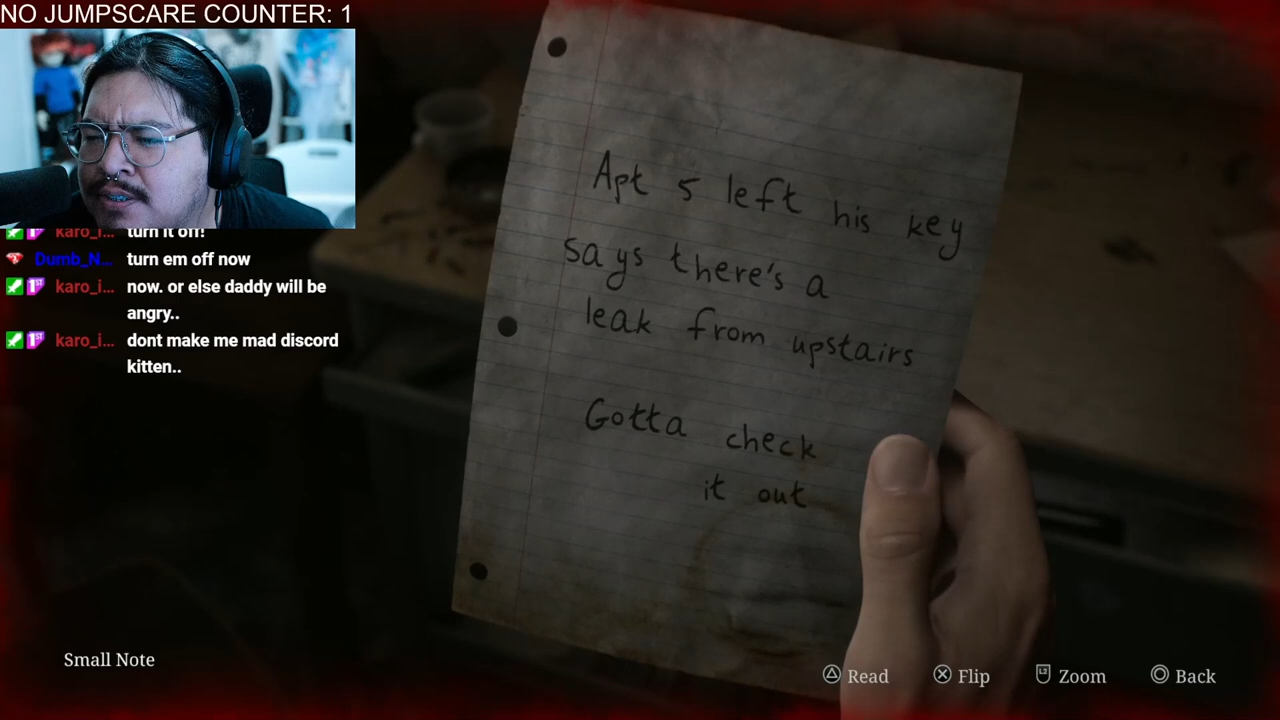 NO JUMPSCARE COUNTER: 1
karo_i... turn it off!
Dumb_N... turn em off now
karo_i... now. or else daddy will be
angry..
karo_i... dont make me mad discord
kitten..
Apt 5 left his key
says there's a
leak from upstairs
Gotta check
it out
Small Note
Read
Flip
L2 Zoom
Back